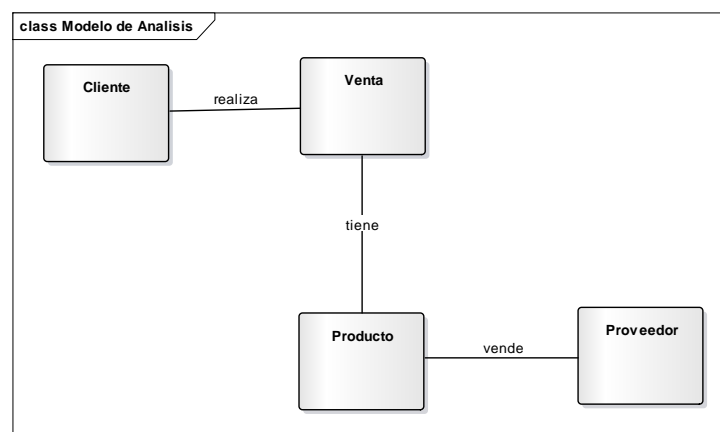 class Modelo de Analisis
Cliente
realiza
Venta
tiene
Producto
vende
Proveedor